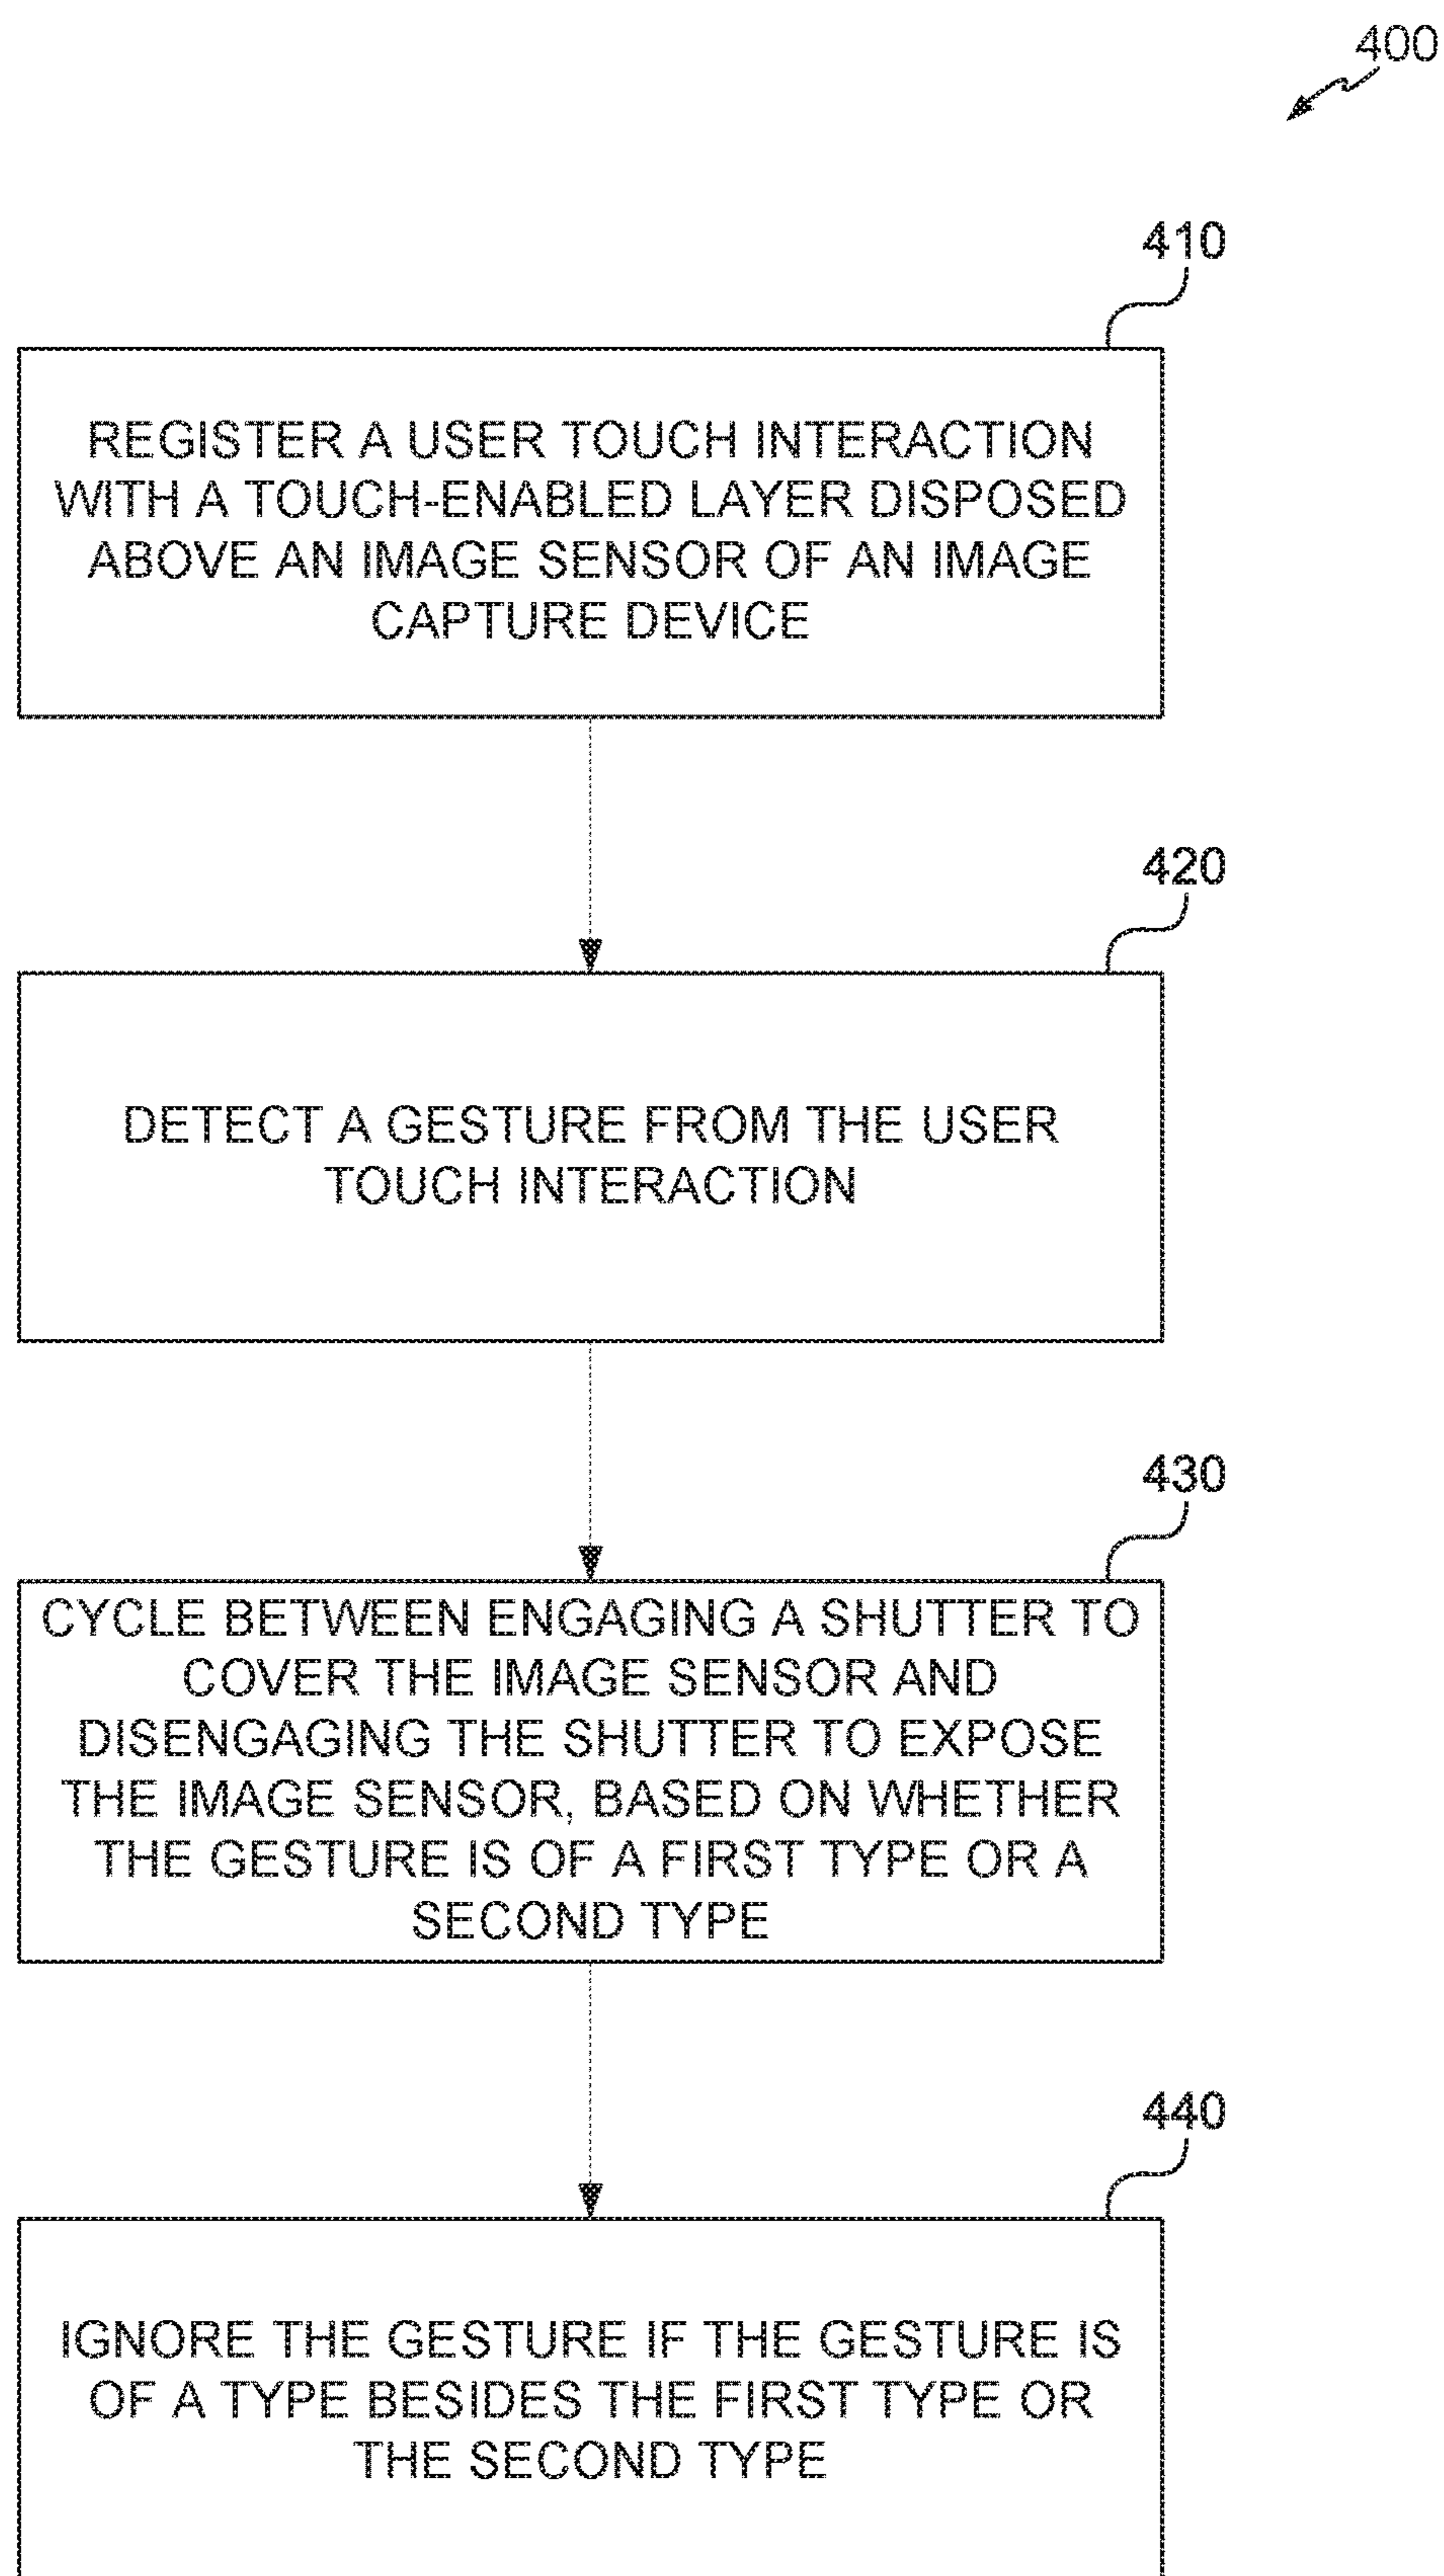 400
410
REGISTER A USER TOUCH INTERACTION
WITH A TOUCH-ENABLED LAYER DISPOSED
ABOVE AN IMAGE SENSOR OF AN IMAGE
CAPTURE DEVICE
420
DETECT A GESTURE FROM THE USER
TOUCH INTERACTION
430
CYCLE BETWEEN ENGAGING A SHUTTER TO
COVER THE IMAGE SENSOR AND
DISENGAGING THE SHUTTER TO EXPOSE
THE IMAGE SENSOR, BASED ON WHETHER
THE GESTURE IS OF A FIRST TYPE OR A
SECOND TYPE
440
IGNORE THE GESTURE IF THE GESTURE IS
OF A TYPE BESIDES THE FIRST TYPE OR
THE SECOND TYPE